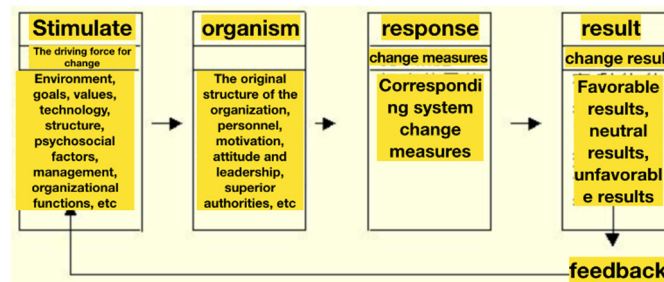 Stimulate
The driving force for
change
Environment,
goals, values,
technology,
structure,
psychosocial
factors,
management,
organizational
functions, etc
organism
The original
structure of the
organization,
personnel,
motivation,
attitude and
leadership,
superior
authorities, etc
response
change measures
Correspondi
ng system
change
measures
result
change resul
Favorable
results,
neutral
results,
unfavorabl
e results
feedback